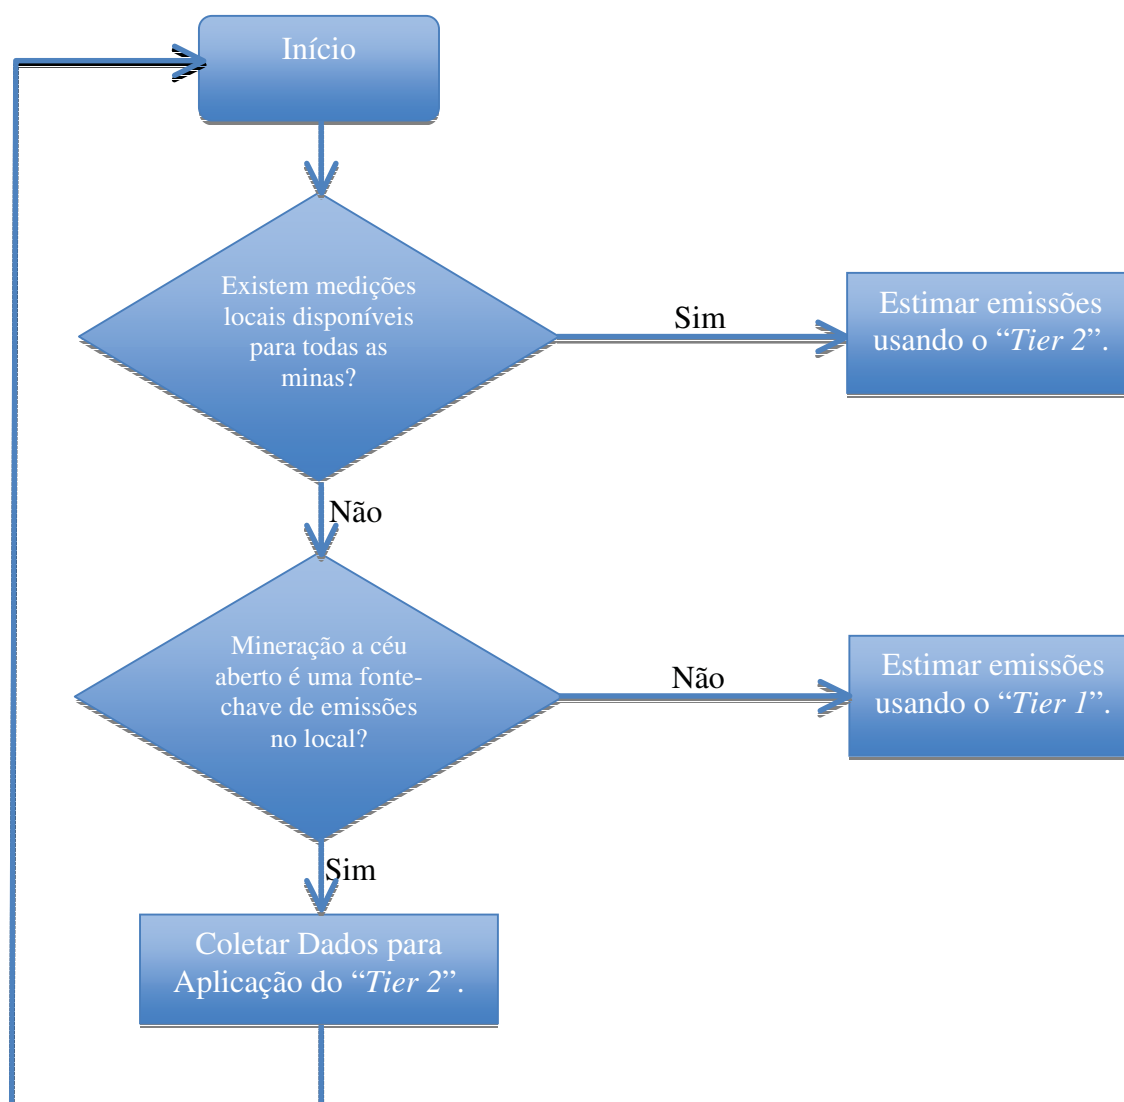 Início
Existem medições
locais disponíveis
para todas as
minas?
Sim
Estimar emissões
usando o “Tier 2”.
Não
Mineração a céu
aberto é uma fonte-
chave de emissões
no local?
Não
Estimar emissões
usando o “Tier 1”.
Sim
Coletar Dados para
Aplicação do “Tier 2”.